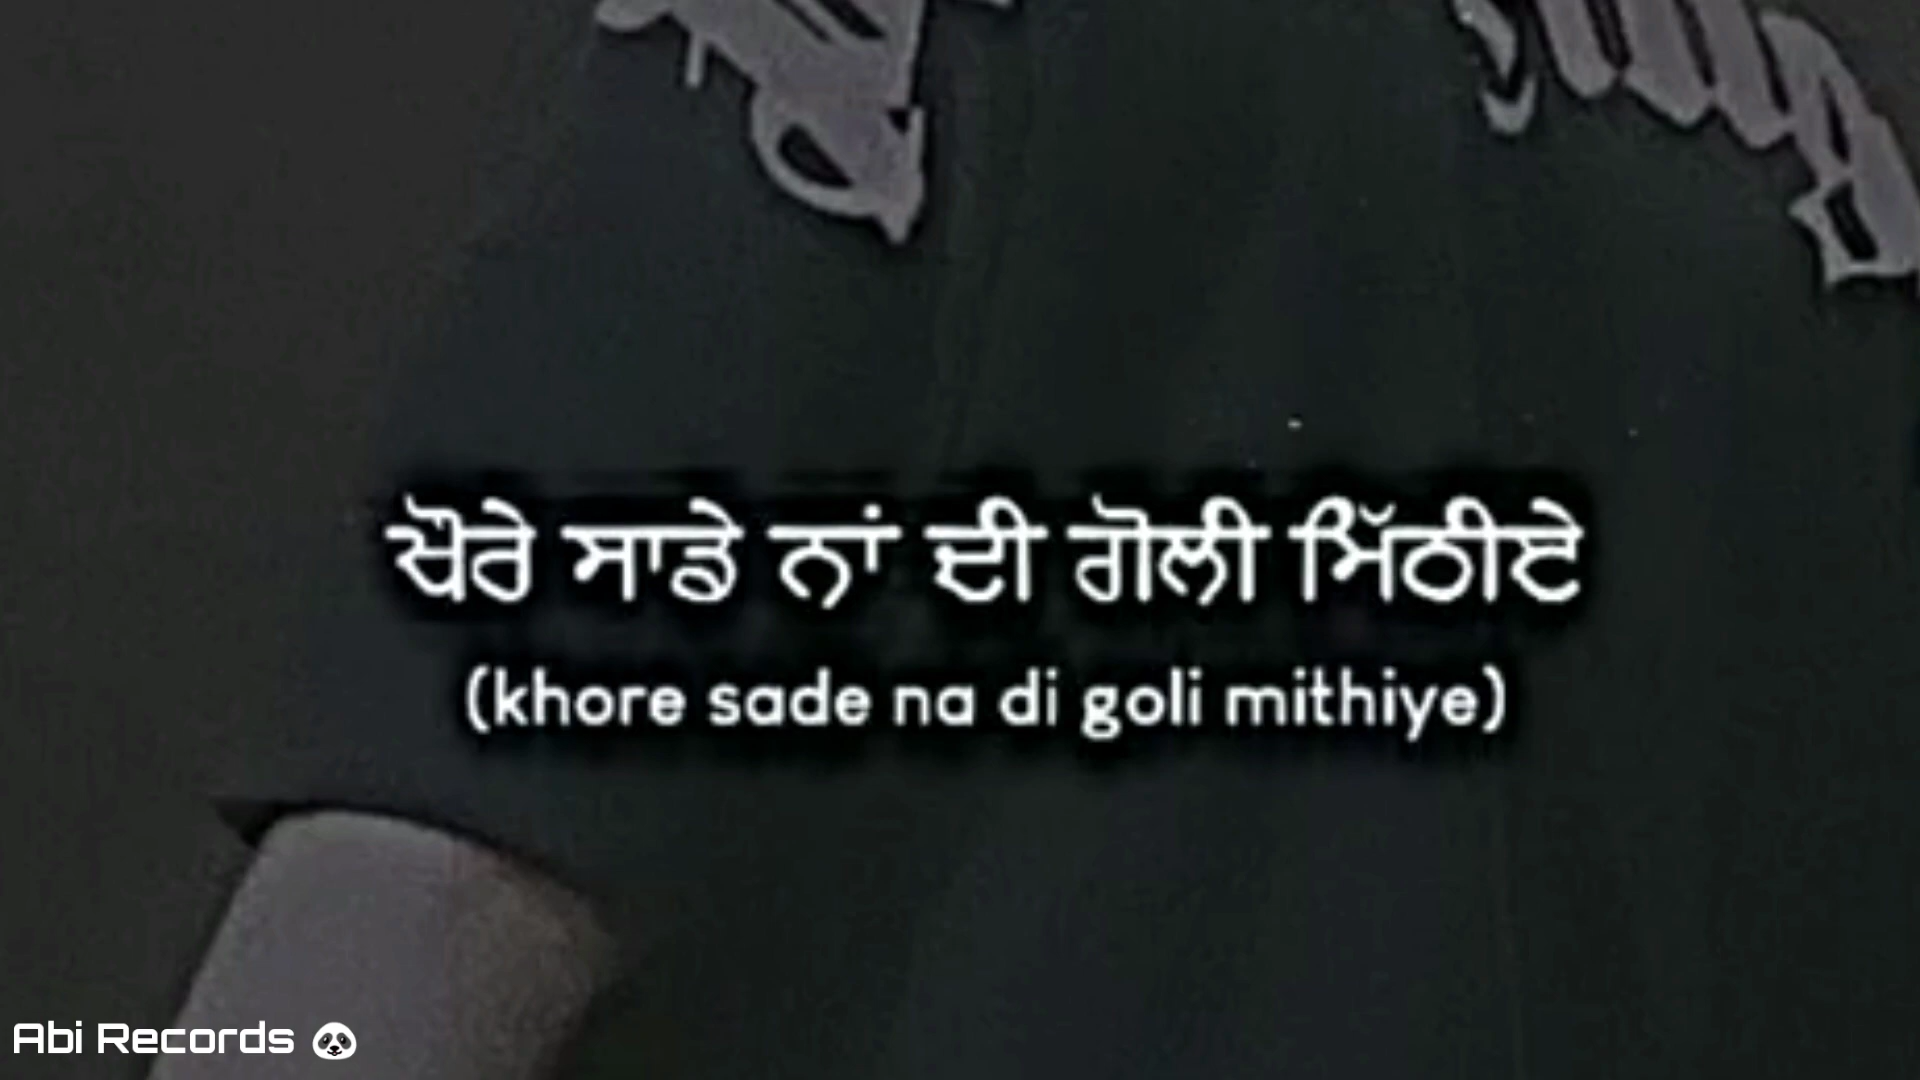 ਖੌਰੇ ਸਾਡੇ ਨਾਂ ਦੀ ਗੋਲੀ ਮਿੱਠੀਏ
(khore sade na di goli mithiye)
Abi Records 🐼